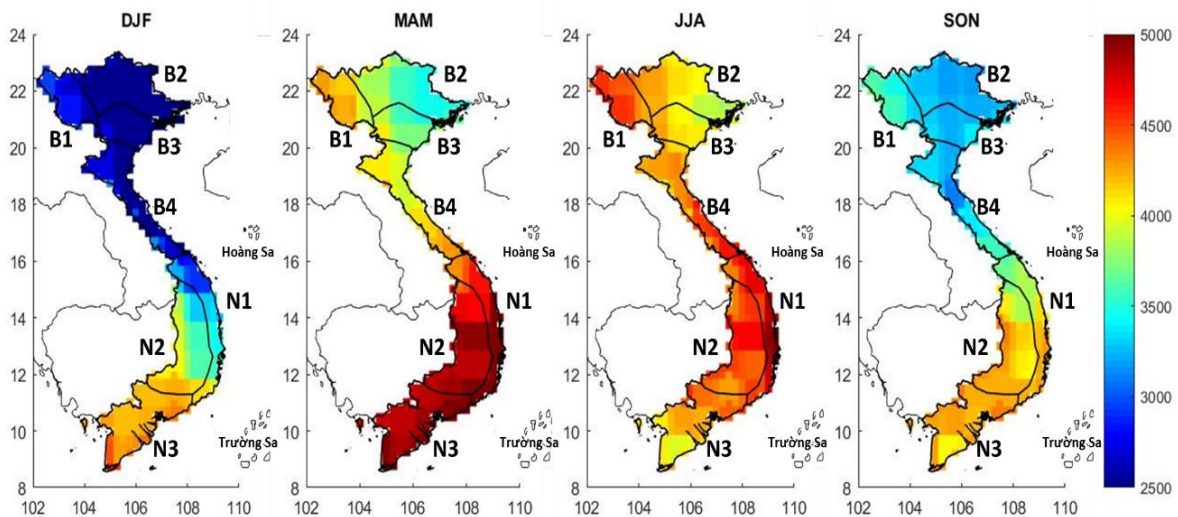 DJF MAM JJA SON
24 24 24 24 5000
22 22 22 22 4500
20 20 20 20
18 18 18 18 4000
16 16 16 16
14 14 14 14 3500
12 12 12 12 3000
10 10 10 10
8 8 8 8 2500
102 104 106 108 110 102 104 106 108 110 102 104 106 108 110 102 104 106 108 110
B2 B2 B2 B2
B1 B3 B1 B3 B1 B3 B1 B3
B4 B4 B4 B4
Hoàng Sa Hoàng Sa Hoàng Sa Hoàng Sa
N1 N1 N1 N1
N2 N2 N2 N2
N3 N3 N3 N3
Trường Sa Trường Sa Trường Sa Trường Sa